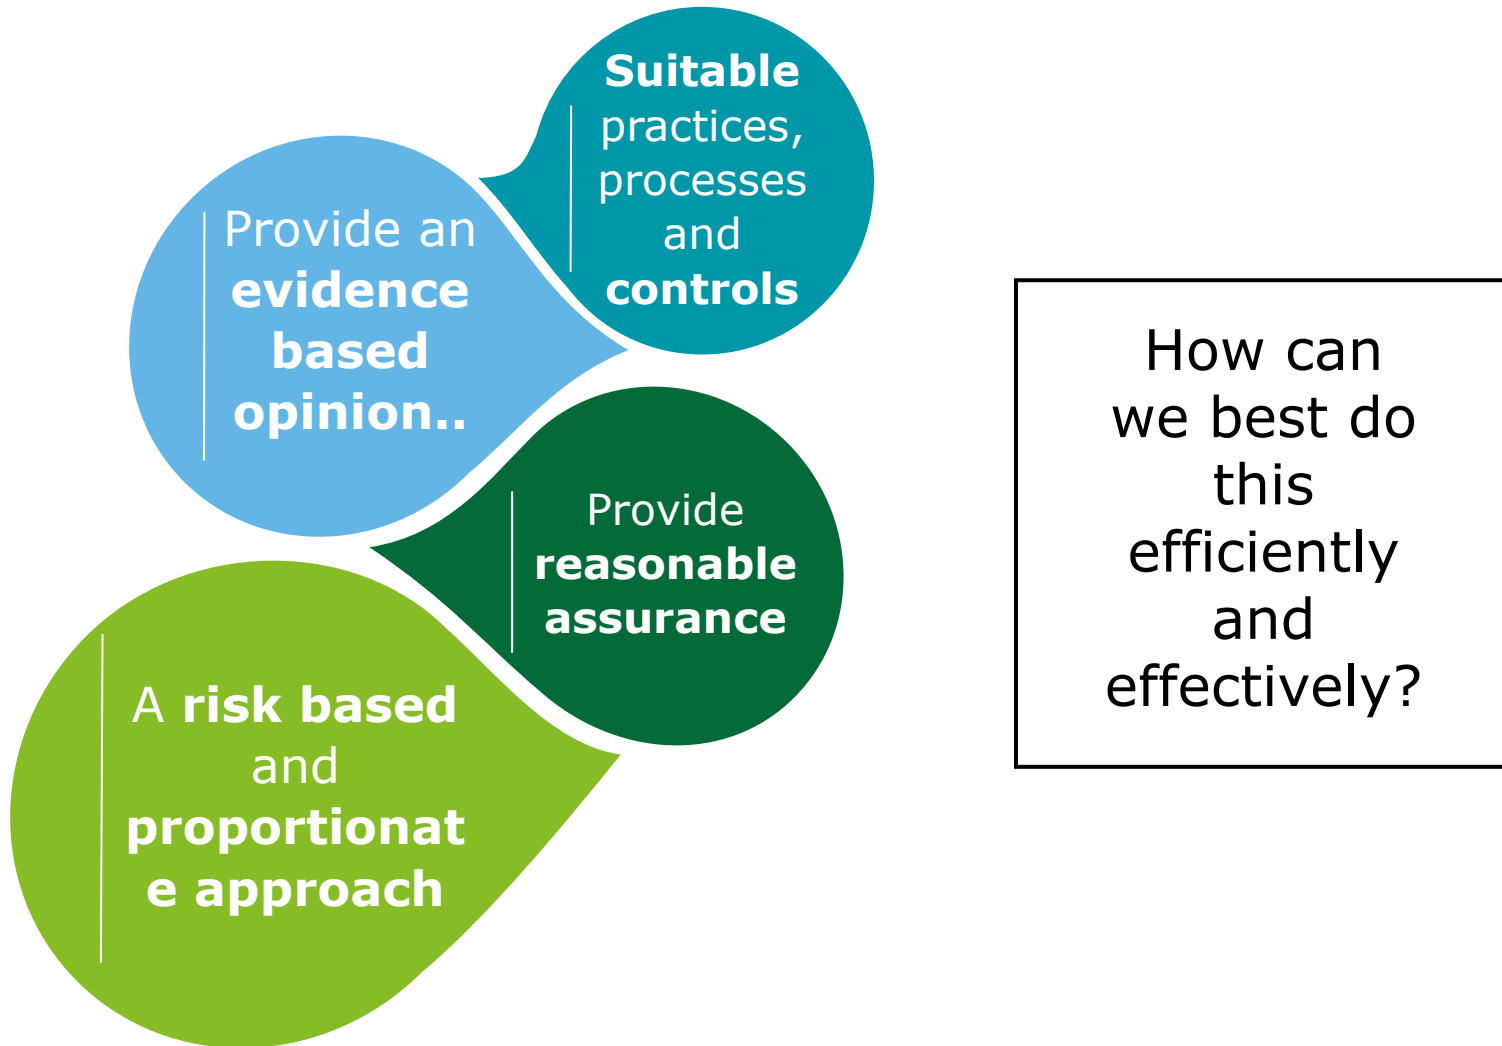 Suitable
practices,
processes
and
controls
Provide an
evidence
based
opinion..
Provide
reasonable
assurance
A risk based
and
proportionat
e approach
How can
we best do
this
efficiently
and
effectively?